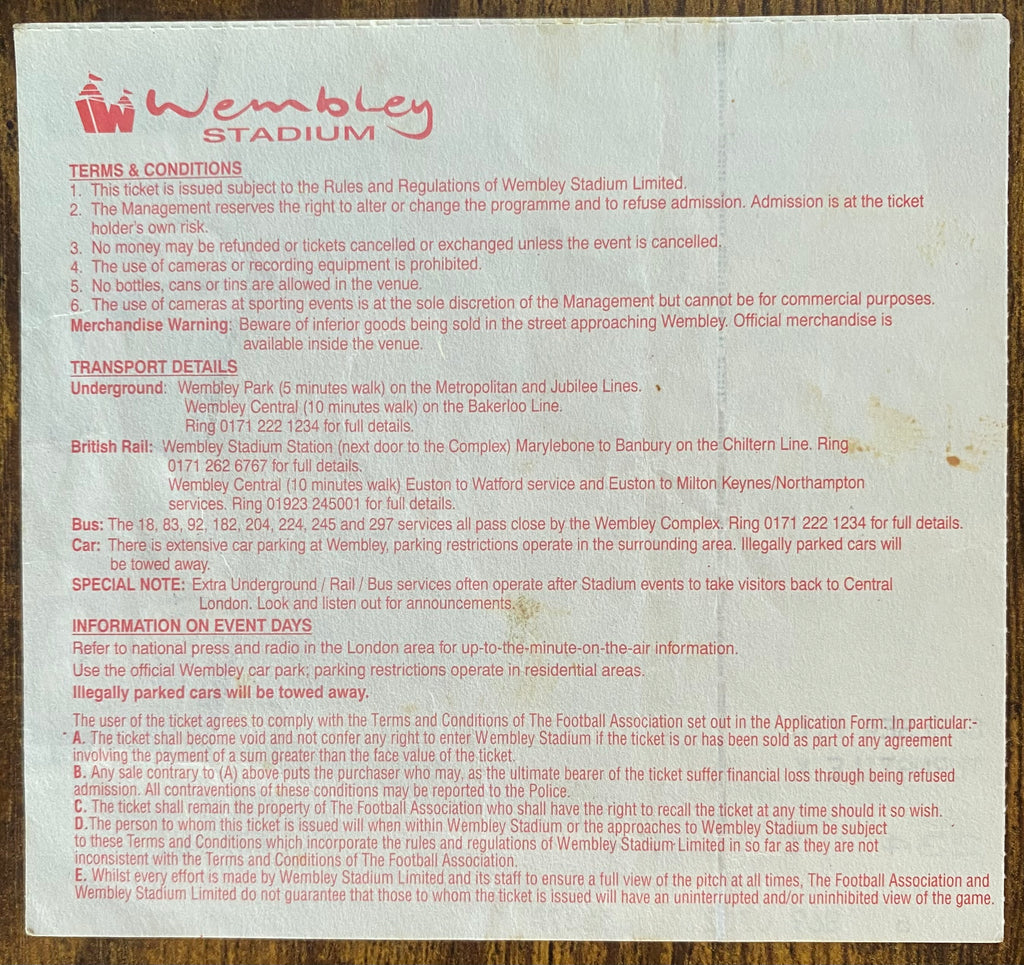 Wembley
STADIUM
TERMS & CONDITIONS
1. This ticket is issued subject to the Rules and Regulations of Wembley Stadium Limited.
2. The Management reserves the right to alter or change the programme and to refuse admission. Admission is at the ticket
holder's own risk.
3. No money may be refunded or tickets cancelled or exchanged unless the event is cancelled.
4. The use of cameras or recording equipment is prohibited.
5. No bottles, cans or tins are allowed in the venue.
6. The use of cameras at sporting events is at the sole discretion of the Management but cannot be for commercial purposes.
Merchandise Warning: Beware of inferior goods being sold in the street approaching Wembley. Official merchandise is
available inside the venue.
TRANSPORT DETAILS
Underground: Wembley Park (5 minutes walk) on the Metropolitan and Jubilee Lines.
Wembley Central (10 minutes walk) on the Bakerloo Line.
Ring 0171 222 1234 for full details.
British Rail: Wembley Stadium Station (next door to the Complex) Marylebone to Banbury on the Chiltern Line. Ring
0171 262 6767 for full details.
Wembley Central (10 minutes walk) Euston to Watford service and Euston to Milton Keynes/Northampton
services. Ring 01923 245001 for full details.
Bus: The 18, 83, 92, 182, 204, 224, 245 and 297 services all pass close by the Wembley Complex. Ring 0171 222 1234 for full details.
Car: There is extensive car parking at Wembley, parking restrictions operate in the surrounding area. Illegally parked cars will
be towed away.
SPECIAL NOTE: Extra Underground / Rail / Bus services often operate after Stadium events to take visitors back to Central
London. Look and listen out for announcements.
INFORMATION ON EVENT DAYS
Refer to national press and radio in the London area for up-to-the-minute-on-the-air information.
Use the official Wembley car park; parking restrictions operate in residential areas.
Illegally parked cars will be towed away.
The user of the ticket agrees to comply with the Terms and Conditions of The Football Association set out in the Application Form. In particular:-
A. The ticket shall become void and not confer any right to enter Wembley Stadium if the ticket is or has been sold as part of any agreement
involving the payment of a sum greater than the face value of the ticket.
B. Any sale contrary to (A) above puts the purchaser who may, as the ultimate bearer of the ticket suffer financial loss through being refused
admission. All contraventions of these conditions may be reported to the Police.
C. The ticket shall remain the property of The Football Association who shall have the right to recall the ticket at any time should it so wish.
D.The person to whom this ticket is issued will when within Wembley Stadium or the approaches to Wembley Stadium be subject
to these Terms and Conditions which incorporate the rules and regulations of Wembley Stadium Limited in so far as they are not
inconsistent with the Terms and Conditions of The Football Association.
E. Whilst every effort is made by Wembley Stadium Limited and its staff to ensure a full view of the pitch at all times, The Football Association and
Wembley Stadium Limited do not guarantee that those to whom the ticket is issued will have an uninterrupted and/or uninhibited view of the game.